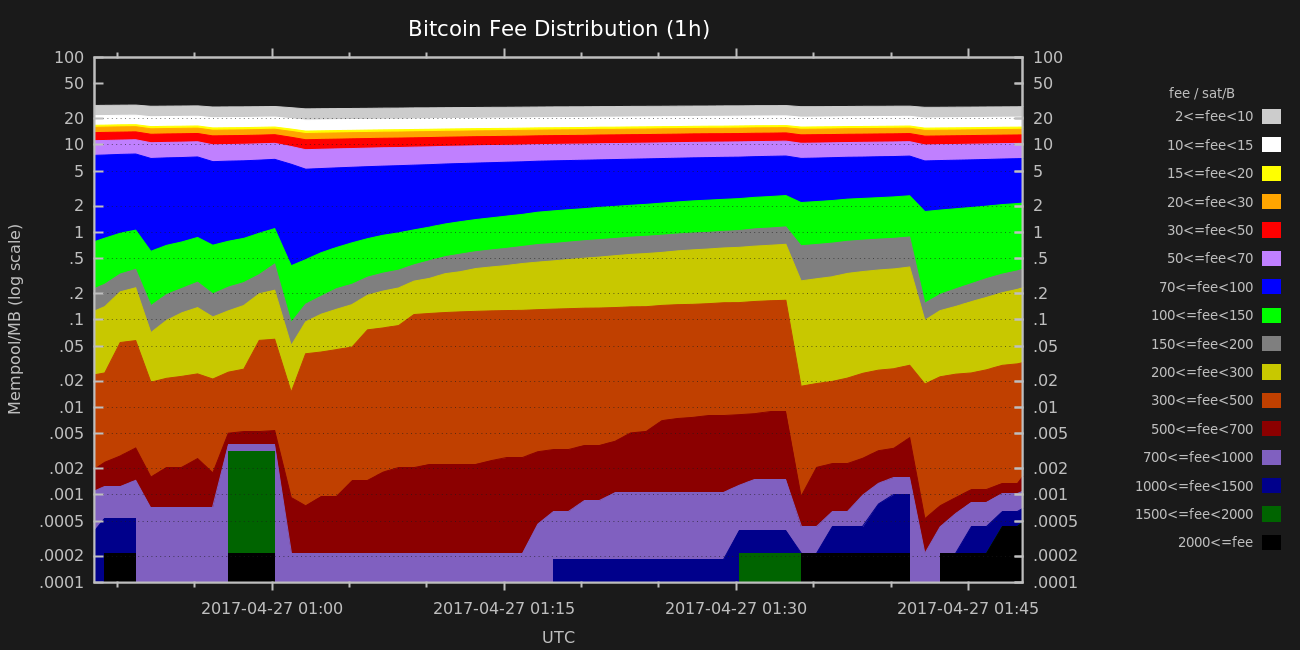 Bitcoin Fee Distribution (1h)
100
50
20
10
5
2
1
.5
.2
.1
.05
.02
.01
.005
.002
.001
.0005
.0002
.0001
Mempool/MB (log scale)
100
50
20
10
5
2
1
.5
.2
.1
.05
.02
.01
.005
.002
.001
.0005
.0002
.0001
2017-04-27 01:00
2017-04-27 01:15
2017-04-27 01:30
2017-04-27 01:45
UTC
fee / sat/B
2<=fee<10
10<=fee<15
15<=fee<20
20<=fee<30
30<=fee<50
50<=fee<70
70<=fee<100
100<=fee<150
150<=fee<200
200<=fee<300
300<=fee<500
500<=fee<700
700<=fee<1000
1000<=fee<1500
1500<=fee<2000
2000<=fee